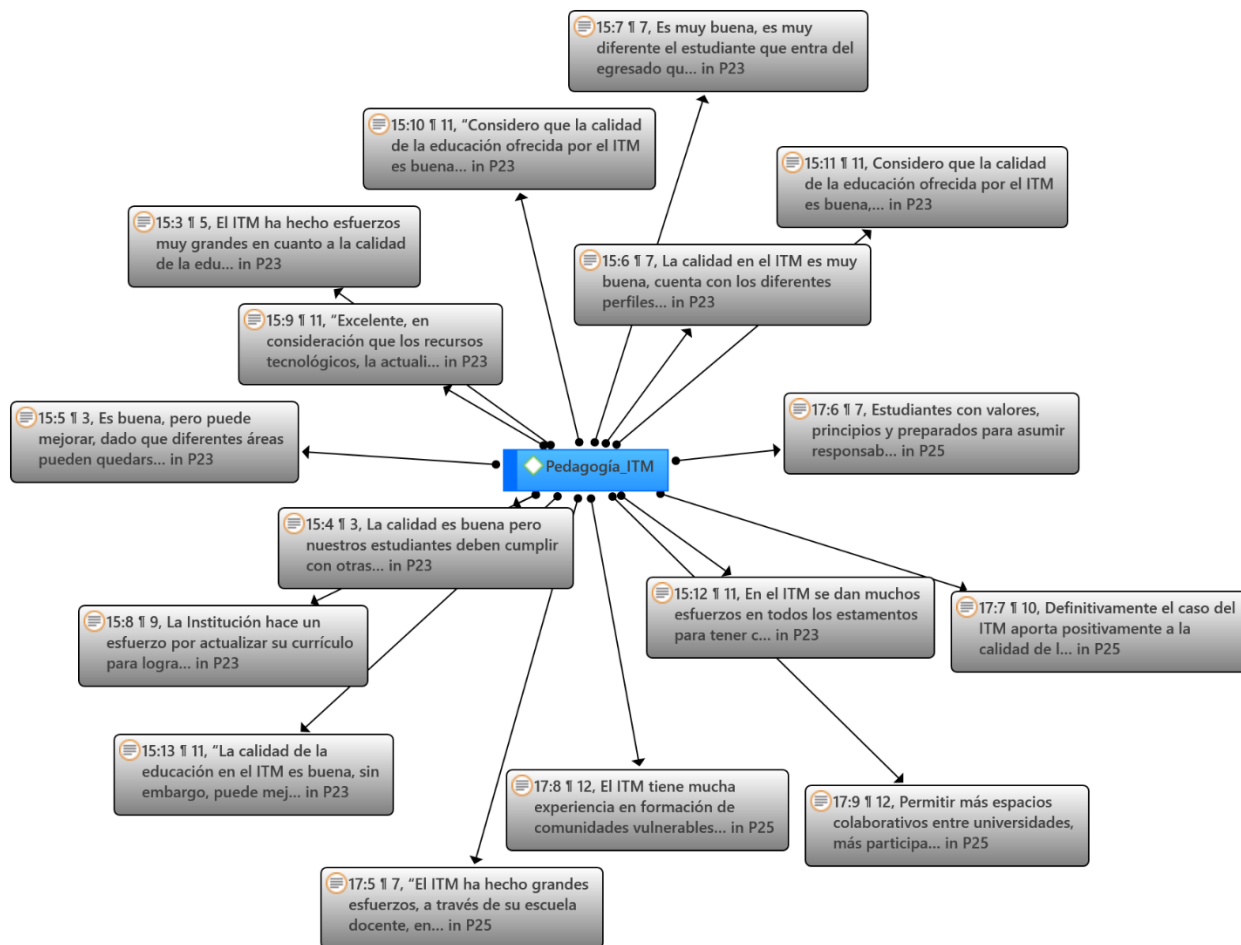 15:7 ¶ 7, Es muy buena, es muy
diferente el estudiante que entra del
egresado qu... in P23
15:10 ¶ 11, “Considero que la calidad
de la educación ofrecida por el ITM
es buena... in P23
15:11 ¶ 11, Considero que la calidad
de la educación ofrecida por el ITM
es buena,... in P23
15:3 ¶ 5, El ITM ha hecho esfuerzos
muy grandes en cuanto a la calidad
de la edu... in P23
15:6 ¶ 7, La calidad en el ITM es muy
buena, cuenta con los diferentes
perfiles... in P23
15:9 ¶ 11, “Excelente, en
consideración que los recursos
tecnológicos, la actuali... in P23
15:5 ¶ 3, Es buena, pero puede
mejorar, dado que diferentes áreas
pueden quedars... in P23
17:6 ¶ 7, Estudiantes con valores,
principios y preparados para asumir
responsab... in P25
Pedagogía_ITM
15:4 ¶ 3, La calidad es buena pero
nuestros estudiantes deben cumplir
con otras... in P23
15:8 ¶ 9, La Institución hace un
esfuerzo por actualizar su currículo
para logra... in P23
15:12 ¶ 11, En el ITM se dan muchos
esfuerzos en todos los estamentos
para tener c... in P23
17:7 ¶ 10, Definitivamente el caso del
ITM aporta positivamente a la
calidad de l... in P25
15:13 ¶ 11, “La calidad de la
educación en el ITM es buena, sin
embargo, puede mej... in P23
17:8 ¶ 12, El ITM tiene mucha
experiencia en formación de
comunidades vulnerables... in P25
17:9 ¶ 12, Permitir más espacios
colaborativos entre universidades,
más participa... in P25
17:5 ¶ 7, “El ITM ha hecho grandes
esfuerzos, a través de su escuela
docente, en... in P25